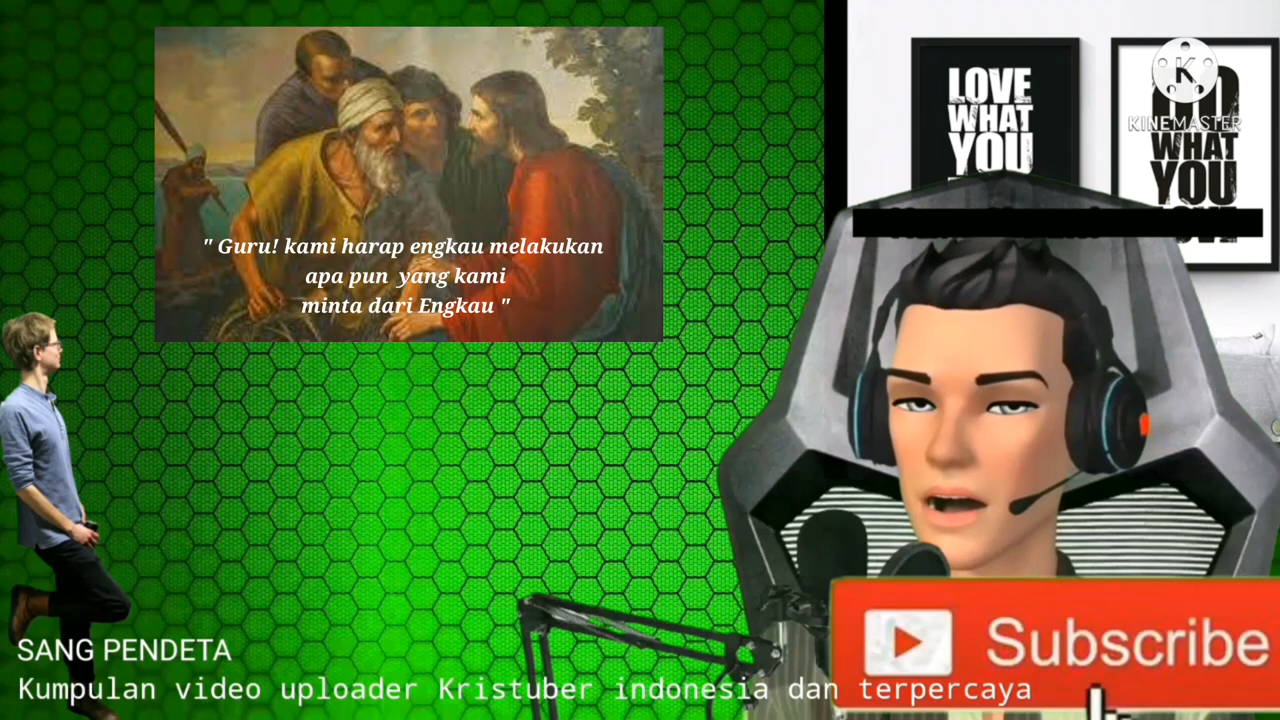 " Guru! kami harap engkau melakukan
apa pun yang kami
minta dari Engkau "
LOVE
WHAT
YOU
K
KINEMASTER
WHAT
YOU
SANG PENDETA
Kumpulan video uploader Kristuber indonesia dan terpercaya
Subscribe